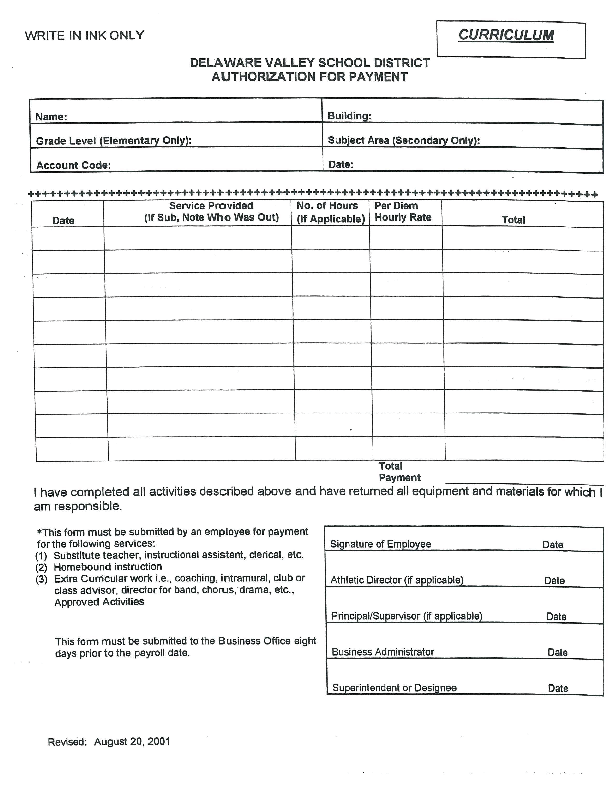 WRITE IN INK ONLY
CURRICULUM
DELAWARE VALLEY SCHOOL DISTRICT
AUTHORIZATION FOR PAYMENT
Name:
Building:
Grade Level (Elementary Only):
Subject Area (Secondary Only):
Account Code:
Date:
++++++++++++++++++++++++++++++++++++++++++++++++++++++++++++++++++++++++++++++
Date
Service Provided
(If Sub, Note Who Was Out)
No. of Hours
(If Applicable)
Per Diem
Hourly Rate
Total
Total
Payment
I have completed all activities described above and have returned all equipment and materials for which I
am responsible.
*This form must be submitted by an employee for payment
for the following services:
(1) Substitute teacher, instructional assistant, clerical, etc.
(2) Homebound instruction
(3) Extra Curricular work i.e., coaching, intramural, club or
class advisor, director for band, chorus, drama, etc.,
Approved Activities
This form must be submitted to the Business Office eight
days prior to the payroll date.
Signature of Employee Date
Athletic Director (if applicable) Date
Principal/Supervisor (if applicable) Date
Business Administrator Date
Superintendent or Designee Date
Revised: August 20, 2001